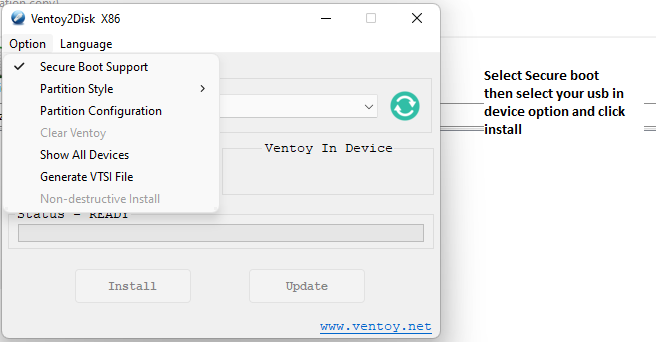 Ventoy2Disk X86
Option Language
Secure Boot Support
Partition Style
Partition Configuration
Clear Ventoy
Show All Devices
Generate VTSI File
Non-destructive Install
Ventoy In Device
Status - READY
Install Update
www.ventoy.net
Select Secure boot
then select your usb in
device option and click
install